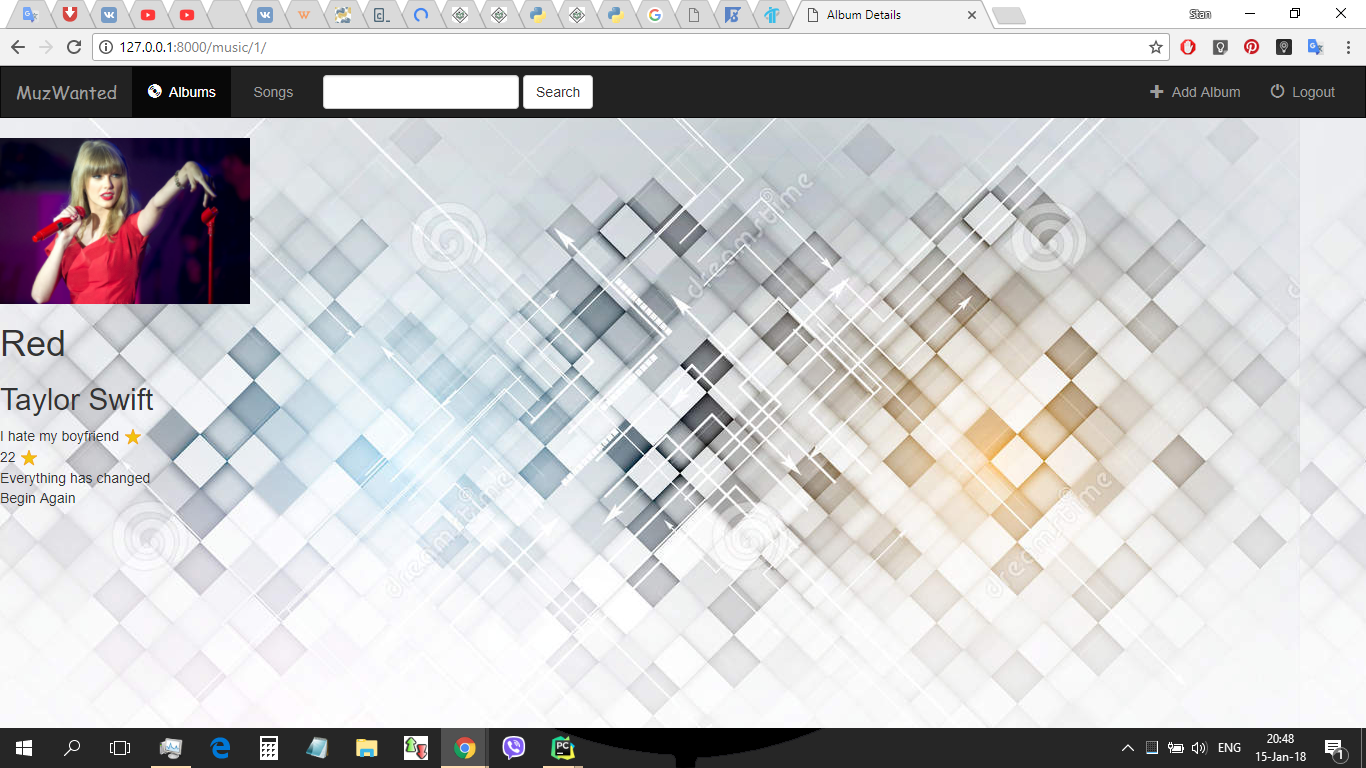 Album Details
Stan
127.0.0.1:8000/music/1/
MuzWanted
Albums
Songs
Search
Add Album
Logout
dreamstime
Red
Taylor Swift
I hate my boyfriend
22
Everything has changed
Begin Again
dreamstime
dreamstime
PC
ENG
20:48
15-Jan-18
1